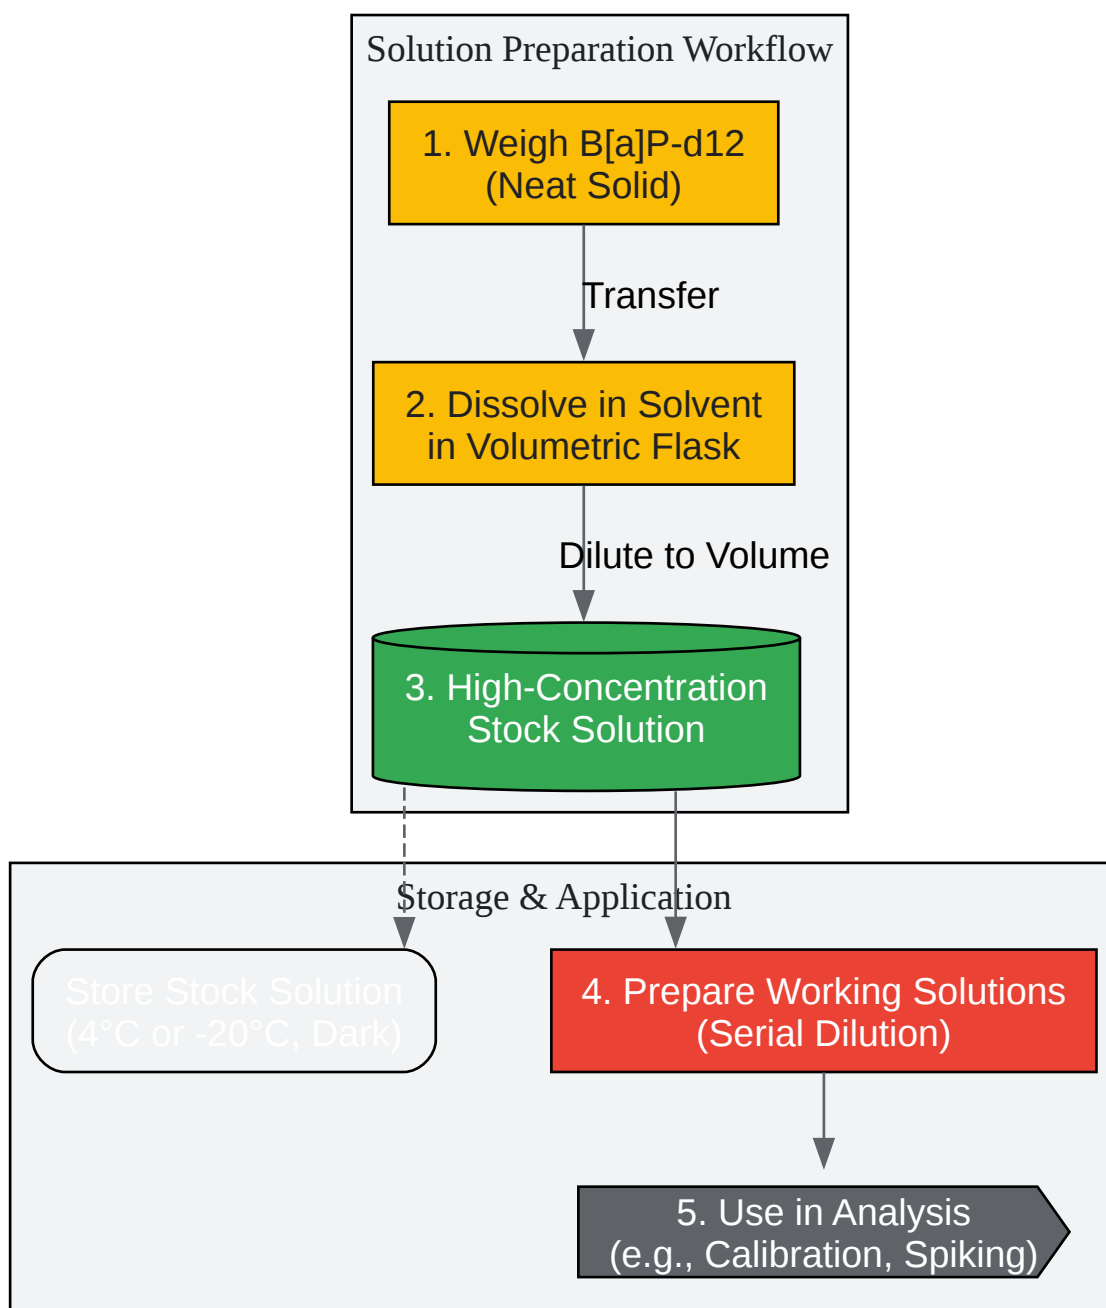 Solution Preparation Workflow
1. Weigh B[a]P-d12
(Neat Solid)
Transfer
2. Dissolve in Solvent
in Volumetric Flask
Dilute to Volume
3. High-Concentration
Stock Solution
Storage & Application
Store Stock Solution
(4°C or -20°C, Dark)
4. Prepare Working Solutions
(Serial Dilution)
5. Use in Analysis
(e.g., Calibration, Spiking)